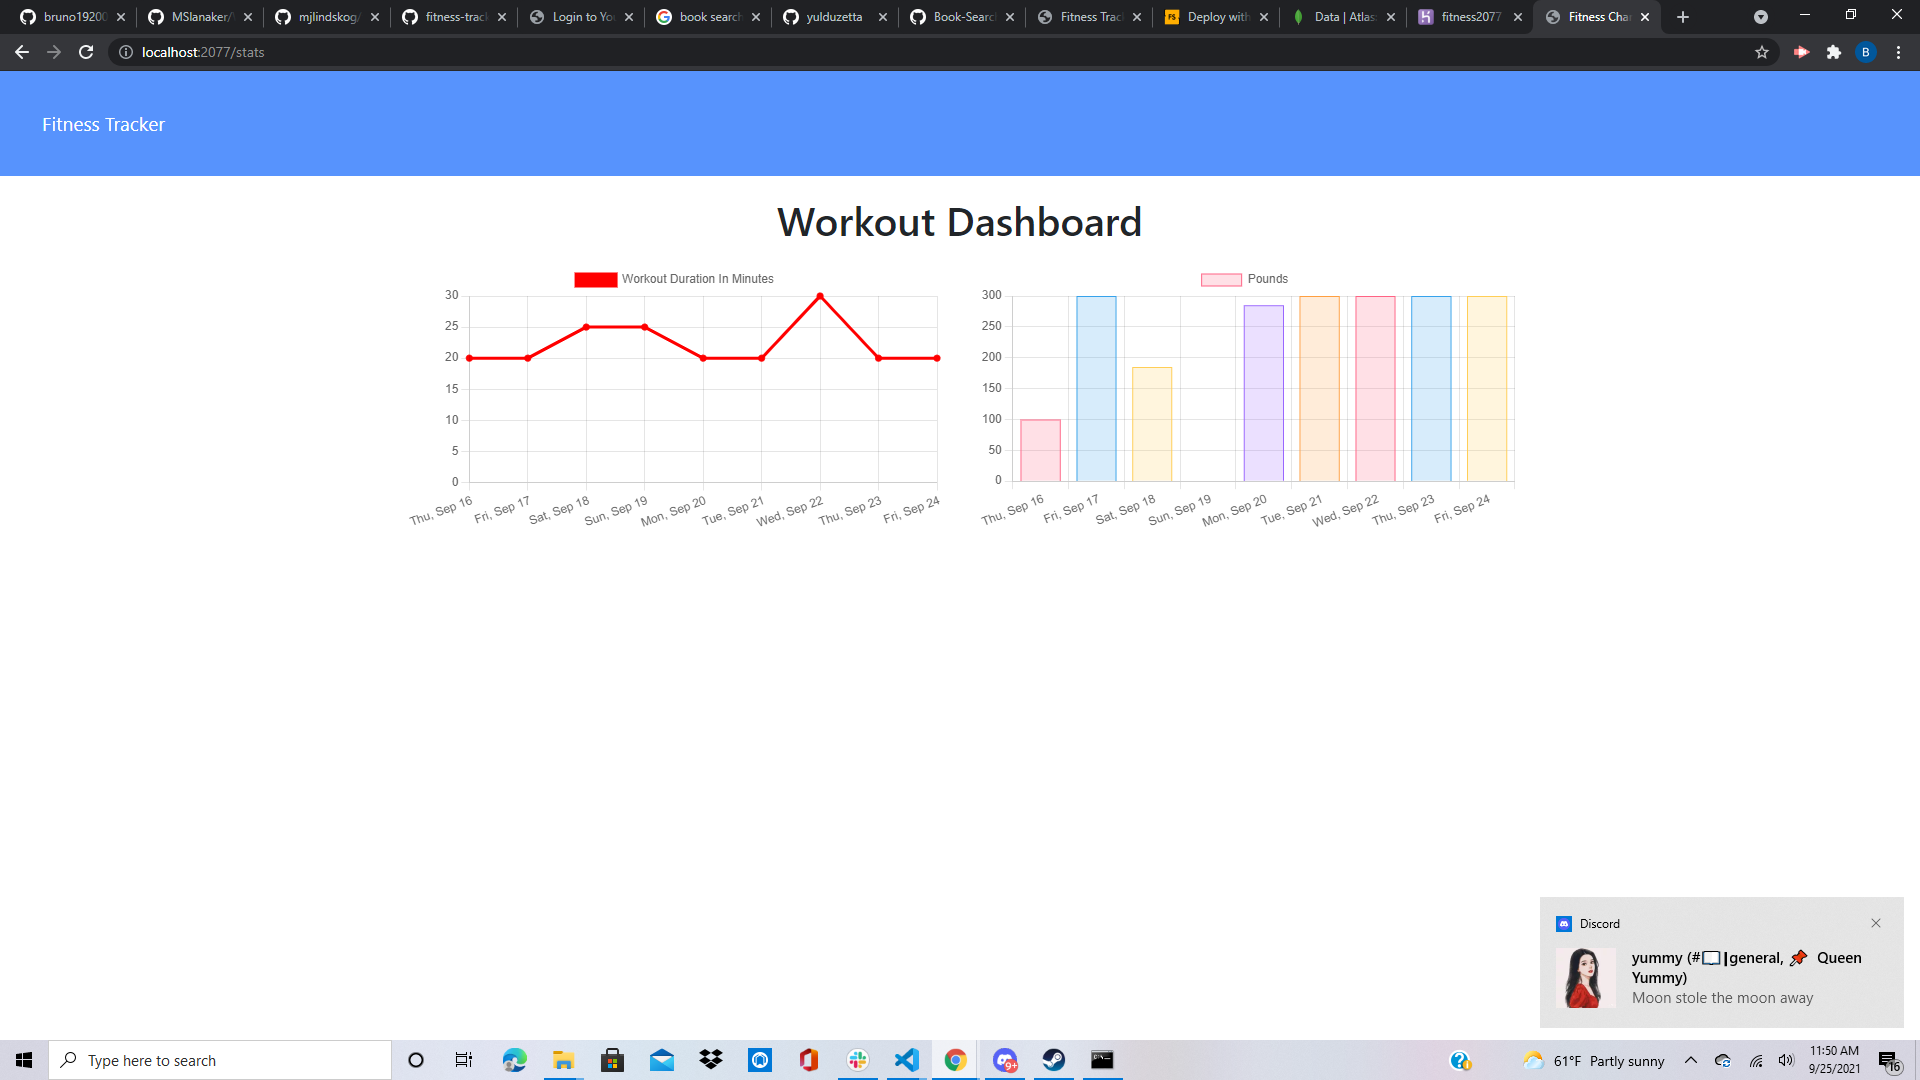 bruno19200
MSlanaker/
mjlindskog/
fitness-track
Login to You
book search
yulduzetta
Book-Search
Fitness Trac
Deploy with
Data | Atlas
fitness2077
Fitness Char
localhost:2077/stats
B
Fitness Tracker
Workout Dashboard
Workout Duration In Minutes
30
25
20
15
10
5
0
Thu, Sep 16
Fri, Sep 17
Sat, Sep 18
Sun, Sep 19
Mon, Sep 20
Tue, Sep 21
Wed, Sep 22
Thu, Sep 23
Fri, Sep 24
Pounds
300
250
200
150
100
50
0
Thu, Sep 16
Fri, Sep 17
Sat, Sep 18
Sun, Sep 19
Mon, Sep 20
Tue, Sep 21
Wed, Sep 22
Thu, Sep 23
Fri, Sep 24
Discord
yummy (#📖┃general, 📌 Queen
Yummy)
Moon stole the moon away
Type here to search
9+
61°F Partly sunny
11:50 AM
9/25/2021
16